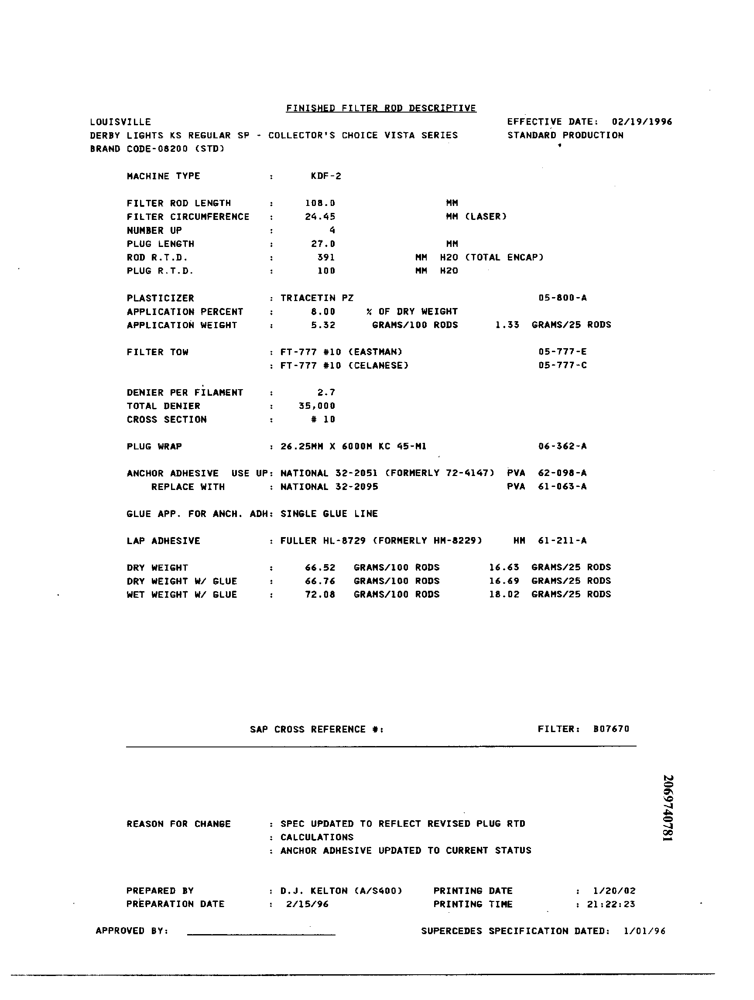 FINISHED FILTER ROD DESCRIPTIVE
LOUISVILLE EFFECTIVE DATE: 02/19/1996
DERBY LIGHTS KS REGULAR SP - COLLECTOR'S CHOICE VISTA SERIES STANDARD PRODUCTION
BRAND CODE-08200 (STD)
MACHINE TYPE : KDF-2
FILTER ROD LENGTH : 108.0 MM
FILTER CIRCUMFERENCE : 24.45 MM (LASER)
NUMBER UP : 4
PLUG LENGTH : 27.0 MM
ROD R.T.D. : 391 MM H2O (TOTAL ENCAP)
PLUG R.T.D. : 100 MM H2O
PLASTICIZER : TRIACETIN PZ 05-800-A
APPLICATION PERCENT : 8.00 % OF DRY WEIGHT
APPLICATION WEIGHT : 5.32 GRAMS/100 RODS 1.33 GRAMS/25 RODS
FILTER TOW : FT-777 #10 (EASTMAN) 05-777-E
: FT-777 #10 (CELANESE) 05-777-C
DENIER PER FILAMENT : 2.7
TOTAL DENIER : 35,000
CROSS SECTION : # 10
PLUG WRAP : 26.25MM X 6000M KC 45-M1 06-362-A
ANCHOR ADHESIVE USE UP: NATIONAL 32-2051 (FORMERLY 72-4147) PVA 62-098-A
REPLACE WITH : NATIONAL 32-2095 PVA 61-063-A
GLUE APP. FOR ANCH. ADH: SINGLE GLUE LINE
LAP ADHESIVE : FULLER HL-8729 (FORMERLY HM-8229) HM 61-211-A
DRY WEIGHT : 66.52 GRAMS/100 RODS 16.63 GRAMS/25 RODS
DRY WEIGHT W/ GLUE : 66.76 GRAMS/100 RODS 16.69 GRAMS/25 RODS
WET WEIGHT W/ GLUE : 72.08 GRAMS/100 RODS 18.02 GRAMS/25 RODS
SAP CROSS REFERENCE #: FILTER: B07670
2069740781
REASON FOR CHANGE : SPEC UPDATED TO REFLECT REVISED PLUG RTD
: CALCULATIONS
: ANCHOR ADHESIVE UPDATED TO CURRENT STATUS
PREPARED BY : D.J. KELTON (A/S400) PRINTING DATE : 1/20/02
PREPARATION DATE : 2/15/96 PRINTING TIME : 21:22:23
APPROVED BY: SUPERCEDES SPECIFICATION DATED: 1/01/96